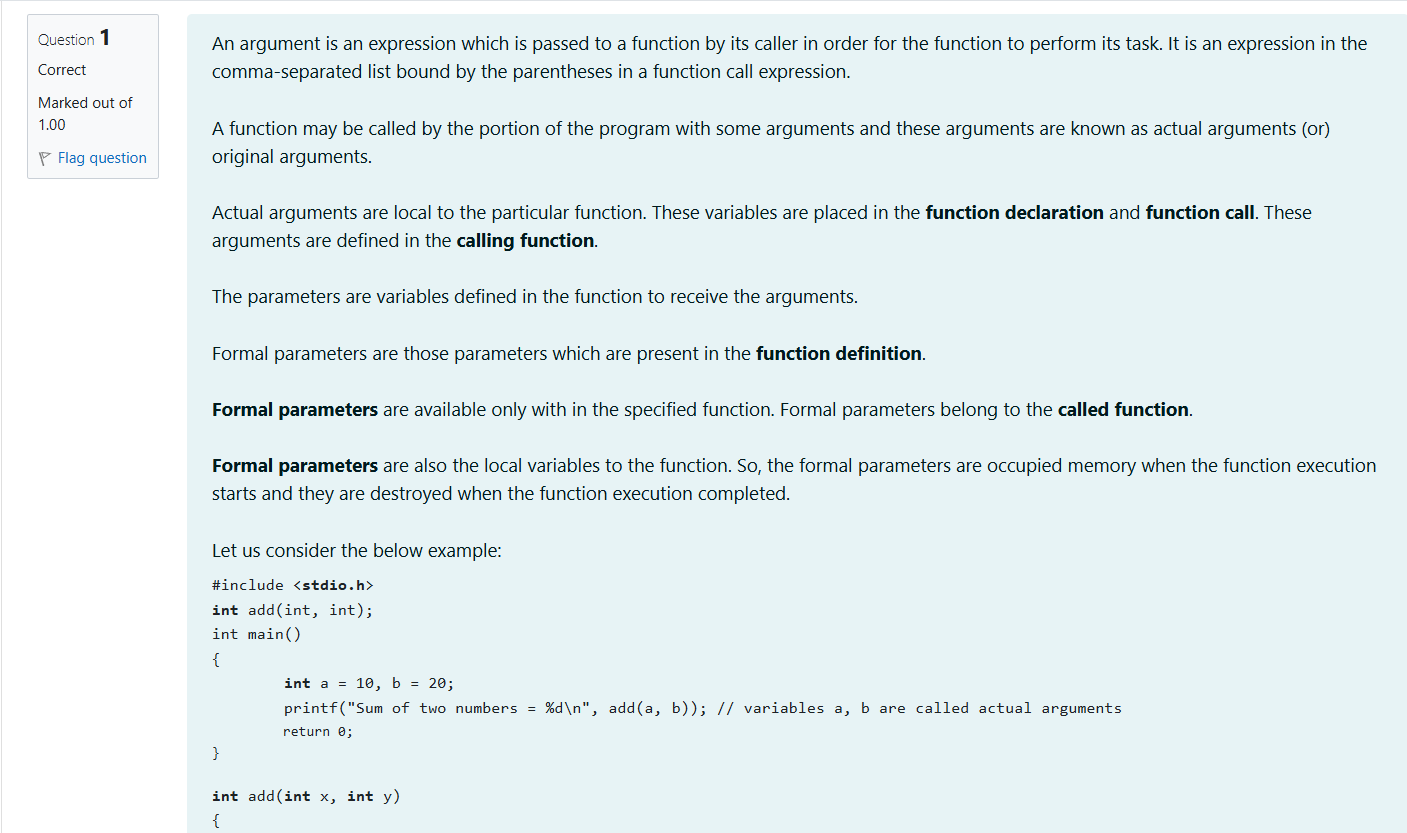 Question 1
Correct
Marked out of
1.00
Flag question
An argument is an expression which is passed to a function by its caller in order for the function to perform its task. It is an expression in the
comma-separated list bound by the parentheses in a function call expression.
A function may be called by the portion of the program with some arguments and these arguments are known as actual arguments (or)
original arguments.
Actual arguments are local to the particular function. These variables are placed in the function declaration and function call. These
arguments are defined in the calling function.
The parameters are variables defined in the function to receive the arguments.
Formal parameters are those parameters which are present in the function definition.
Formal parameters are available only with in the specified function. Formal parameters belong to the called function.
Formal parameters are also the local variables to the function. So, the formal parameters are occupied memory when the function execution
starts and they are destroyed when the function execution completed.
Let us consider the below example:
#include <stdio.h>
int add(int, int);
int main()
{
int a = 10, b = 20;
printf("Sum of two numbers = %d\n", add(a, b)); // variables a, b are called actual arguments
return 0;
}
int add(int x, int y)
{